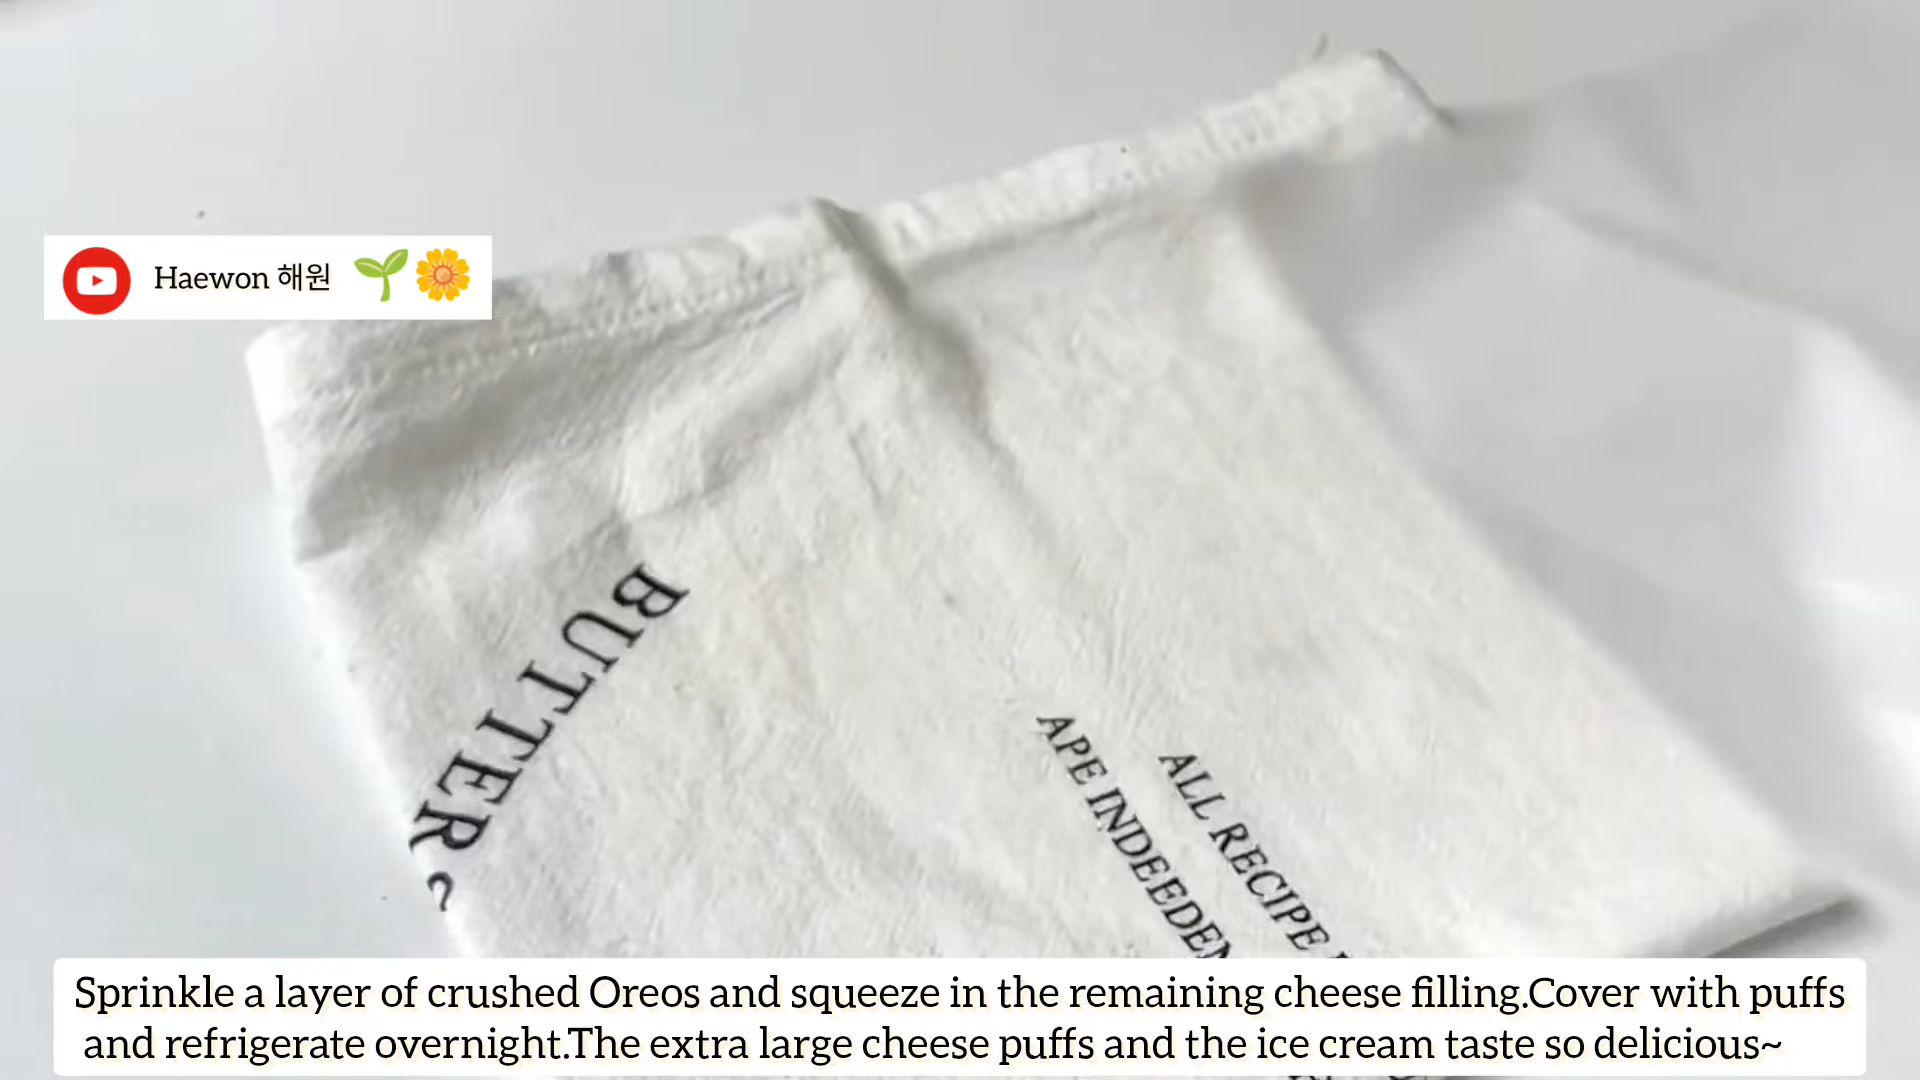 Haewon 해원
BUTTER ~
ALL RECIPE
APE INDEEDEN
Sprinkle a layer of crushed Oreos and squeeze in the remaining cheese filling.Cover with puffs
and refrigerate overnight.The extra large cheese puffs and the ice cream taste so delicious~